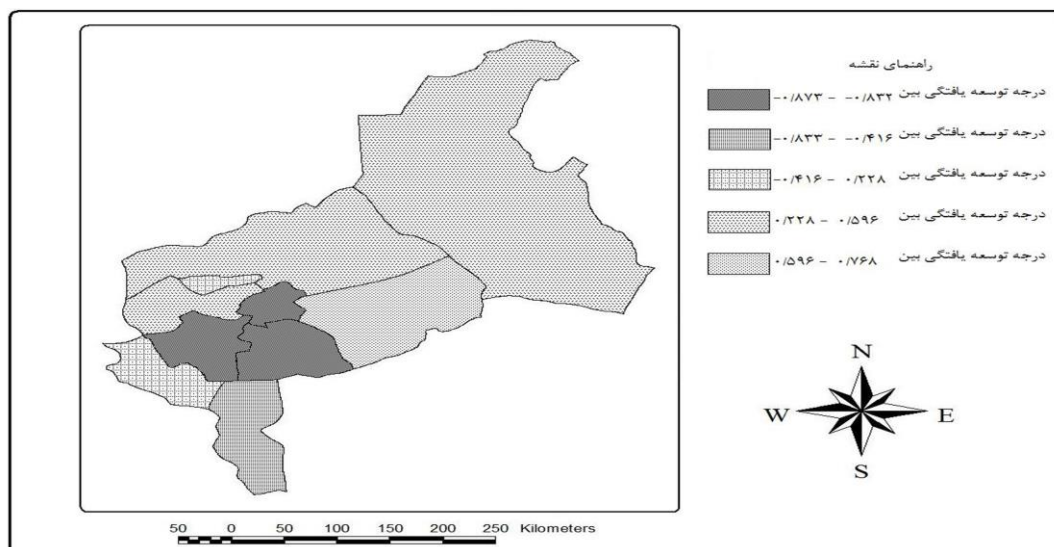 راهنمای نقشه
درجه توسعه یافتگی بین ۰/۸۳۲- - ۰/۸۷۳-
درجه توسعه یافتگی بین ۰/۴۱۶- - ۰/۸۳۳-
درجه توسعه یافتگی بین ۰/۲۲۸ - ۰/۴۱۶-
درجه توسعه یافتگی بین ۰/۵۹۶ - ۰/۲۲۸
درجه توسعه یافتگی بین ۰/۷۶۸ - ۰/۵۹۶
N
W E
S
50 0 50 100 150 200 250 Kilometers